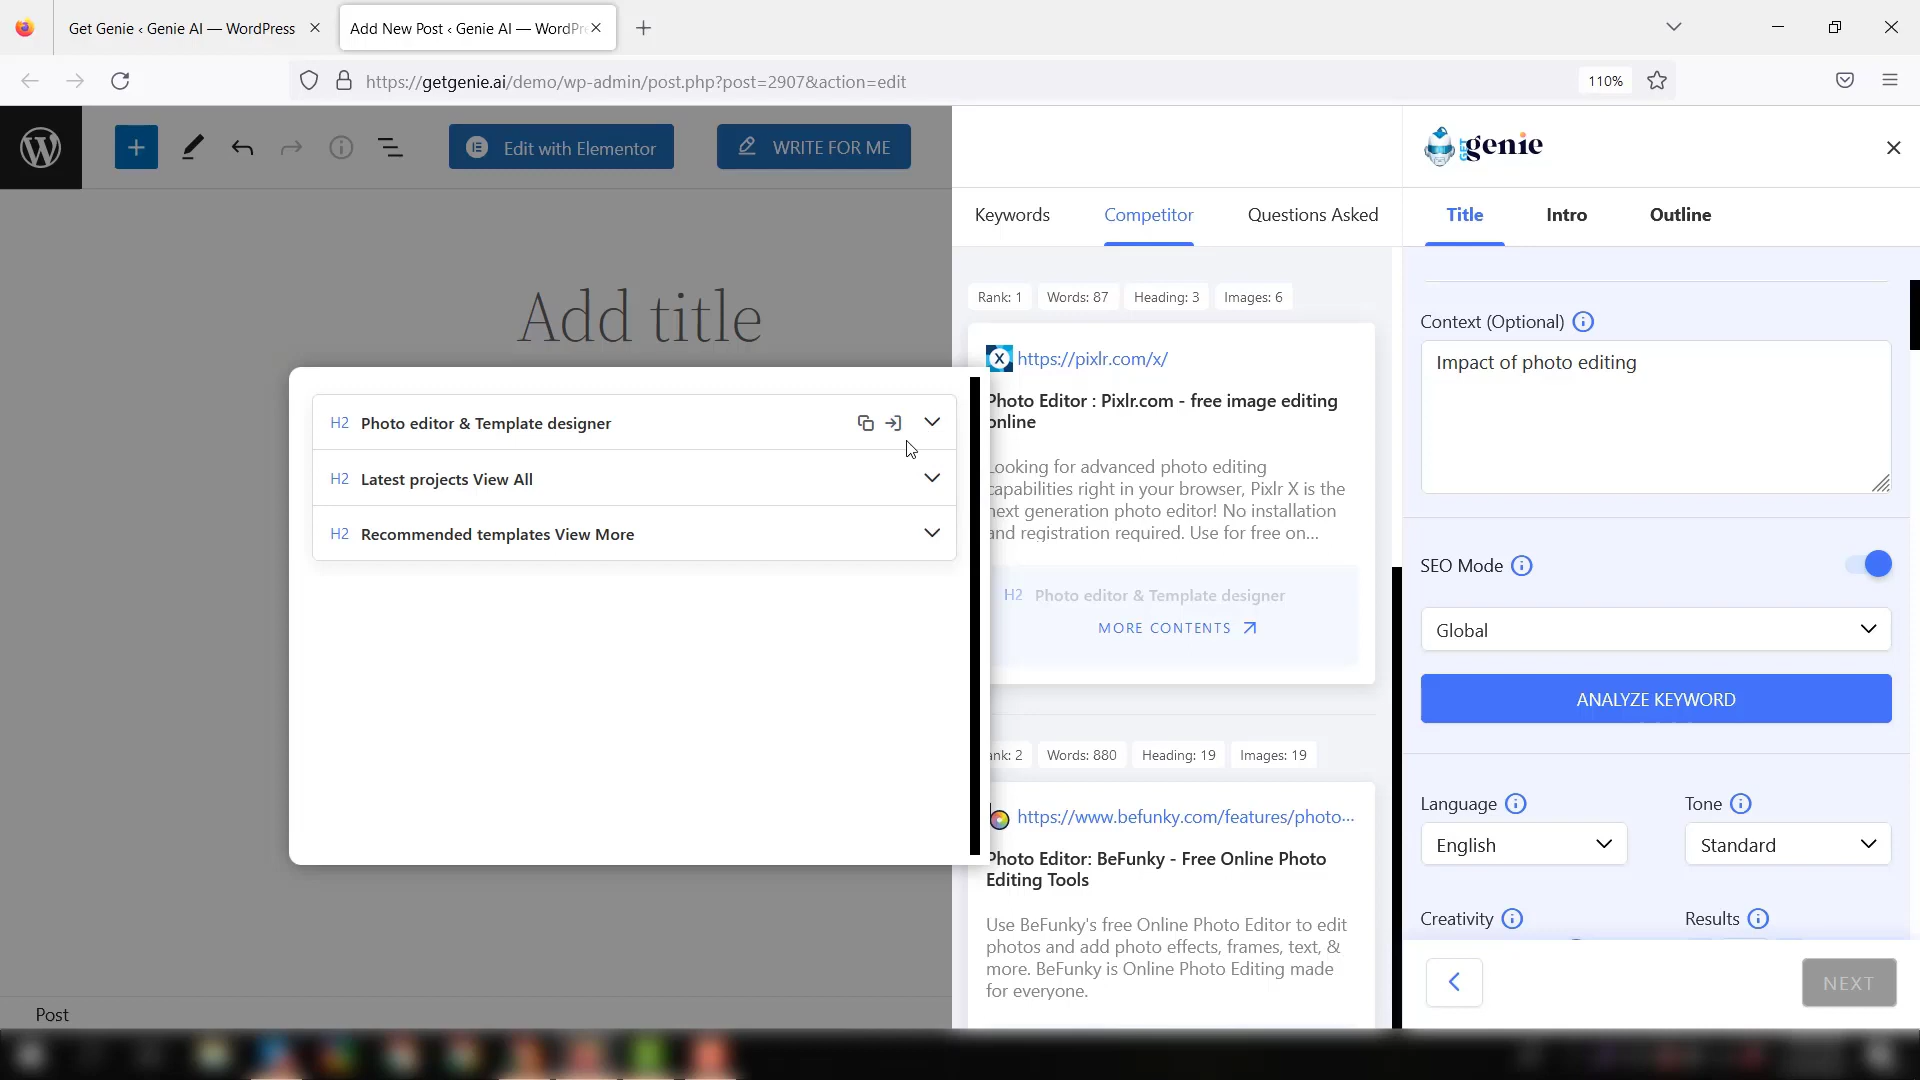 Get Genie ‹ Genie AI — WordPress
Add New Post ‹ Genie AI — WordPr
https://getgenie.ai/demo/wp-admin/post.php?post=2907&action=edit
110%
Edit with Elementor
WRITE FOR ME
GET genie
Keywords
Competitor
Questions Asked
Title
Intro
Outline
Add title
Rank: 1
Words: 87
Heading: 3
Images: 6
https://pixlr.com/x/
Photo Editor : Pixlr.com - free image editing
online
Looking for advanced photo editing
capabilities right in your browser, Pixlr X is the
next generation photo editor! No installation
and registration required. Use for free on...
H2 Photo editor & Template designer
MORE CONTENTS
H2 Photo editor & Template designer
H2 Latest projects View All
H2 Recommended templates View More
ank: 2
Words: 880
Heading: 19
Images: 19
https://www.befunky.com/features/photo...
Photo Editor: BeFunky - Free Online Photo
Editing Tools
Use BeFunky's free Online Photo Editor to edit
photos and add photo effects, frames, text, &
more. BeFunky is Online Photo Editing made
for everyone.
Context (Optional)
Impact of photo editing
SEO Mode
Global
ANALYZE KEYWORD
Language
Tone
English
Standard
Creativity
Results
NEXT
Post